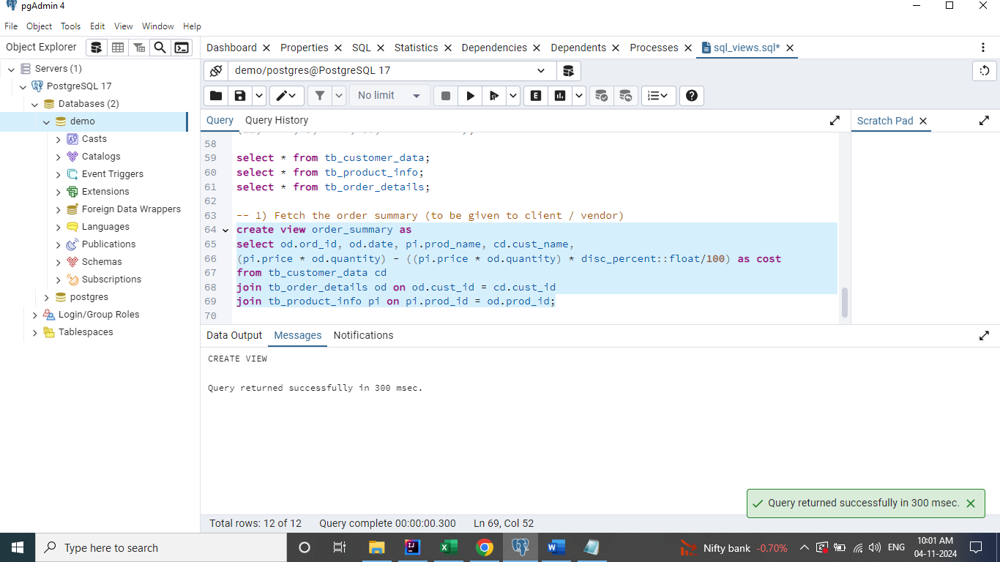 pgAdmin 4
File Object Tools Edit View Window Help
Object Explorer
Dashboard Properties SQL Statistics Dependencies Dependents Processes sql_views.sql*
Servers (1)
PostgreSQL 17
Databases (2)
demo
Casts
Catalogs
Event Triggers
Extensions
Foreign Data Wrappers
Languages
Publications
Schemas
Subscriptions
postgres
Login/Group Roles
Tablespaces
demo/postgres@PostgreSQL 17
No limit
E
Query Query History
Scratch Pad
58
59 select * from tb_customer_data;
60 select * from tb_product_info;
61 select * from tb_order_details;
62
63 -- 1) Fetch the order summary (to be given to client / vendor)
64 create view order_summary as
65 select od.ord_id, od.date, pi.prod_name, cd.cust_name,
66 (pi.price * od.quantity) - ((pi.price * od.quantity) * disc_percent::float/100) as cost
67 from tb_customer_data cd
68 join tb_order_details od on od.cust_id = cd.cust_id
69 join tb_product_info pi on pi.prod_id = od.prod_id;
70
Data Output Messages Notifications
CREATE VIEW
Query returned successfully in 300 msec.
Query returned successfully in 300 msec.
Total rows: 12 of 12 Query complete 00:00:00.300 Ln 69, Col 52
Type here to search
Nifty bank -0.70%
ENG
10:01 AM
04-11-2024